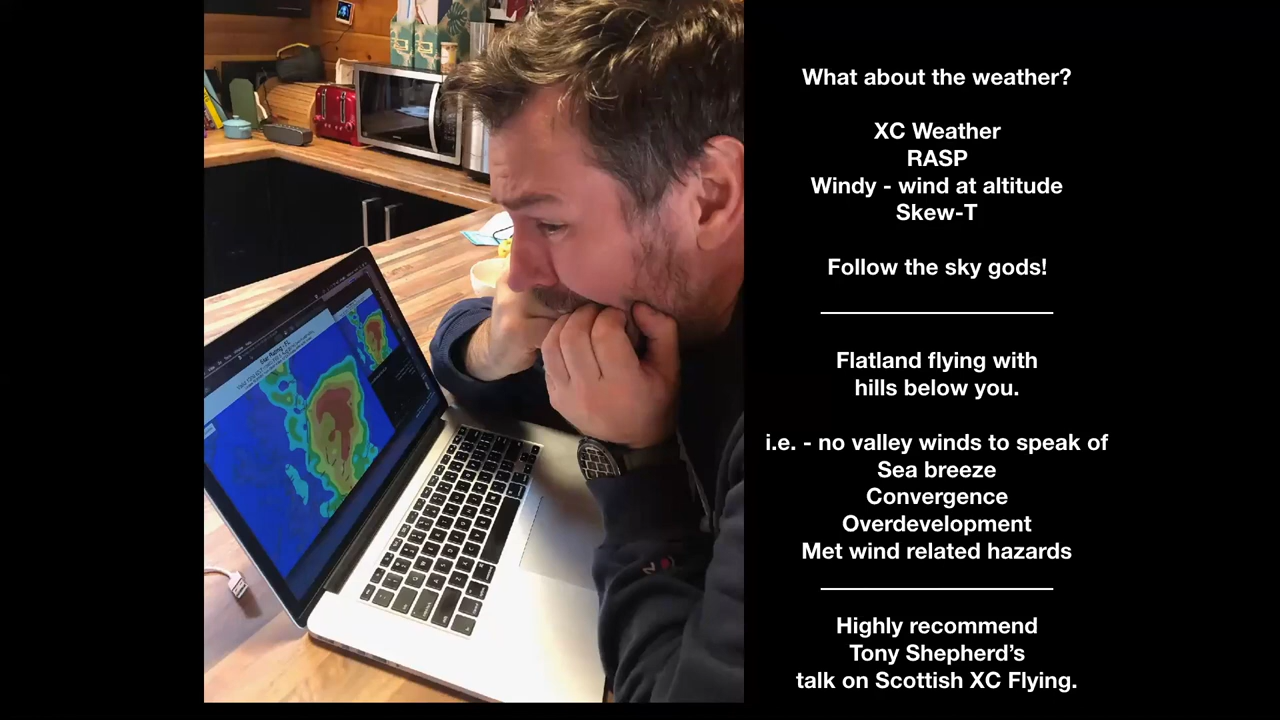 What about the weather?
XC Weather
RASP
Windy - wind at altitude
Skew-T
Follow the sky gods!
Flatland flying with
hills below you.
i.e. - no valley winds to speak of
Sea breeze
Convergence
Overdevelopment
Met wind related hazards
Highly recommend
Tony Shepherd’s
talk on Scottish XC Flying.